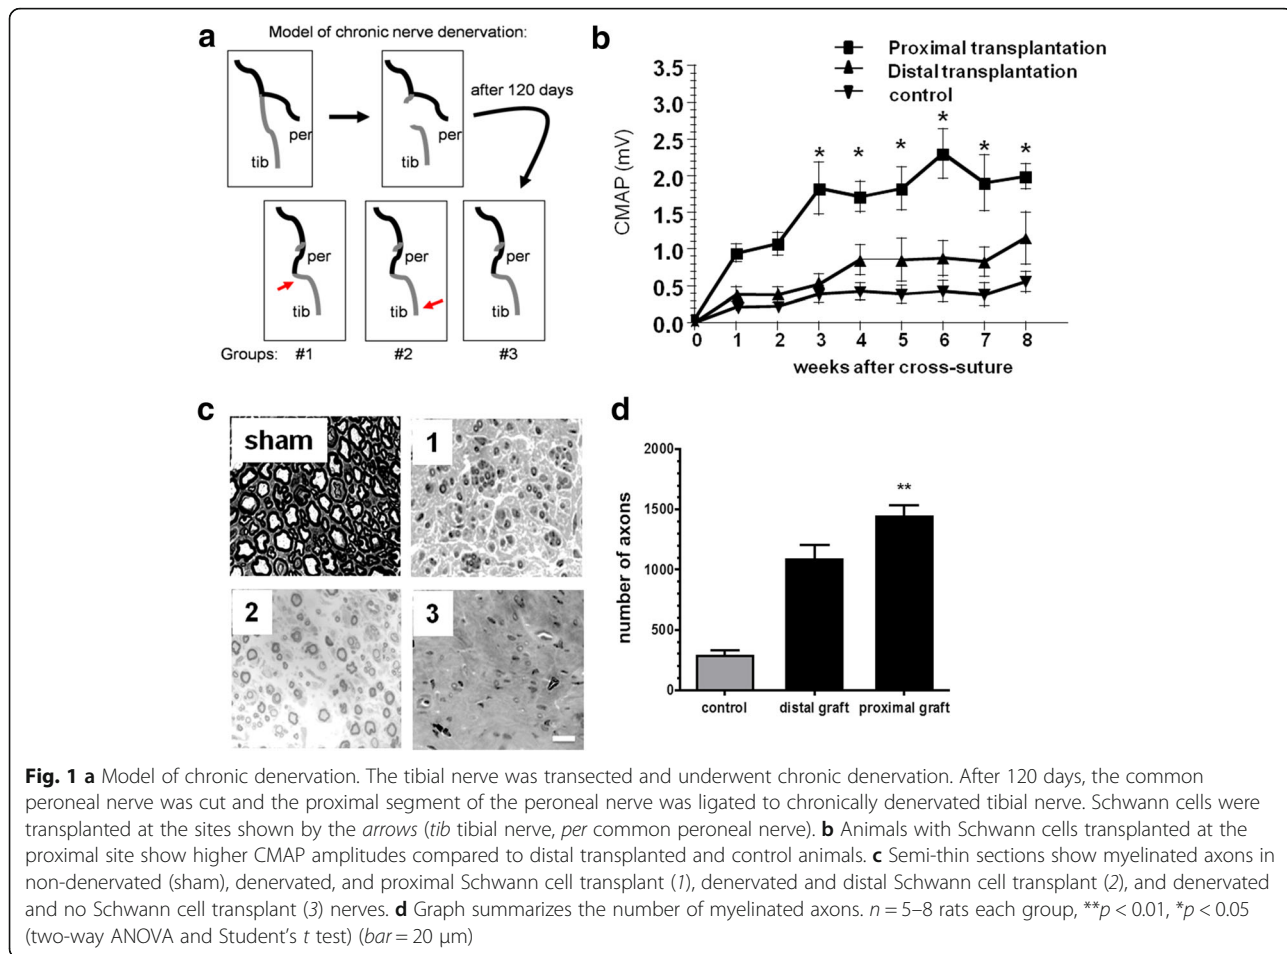 a
Model of chronic nerve denervation:
per
tib
per
tib
after 120 days
per
tib
per
tib
per
tib
Groups: #1 #2 #3
b
Proximal transplantation
Distal transplantation
control
CMAP (mV)
3.5
3.0
2.5
2.0
1.5
1.0
0.5
0.0
* * * * * *
0 1 2 3 4 5 6 7 8
weeks after cross-suture
c
sham
1
2
3
d
number of axons
2000
1500
1000
500
0
**
control distal graft proximal graft
Fig. 1 a Model of chronic denervation. The tibial nerve was transected and underwent chronic denervation. After 120 days, the common
peroneal nerve was cut and the proximal segment of the peroneal nerve was ligated to chronically denervated tibial nerve. Schwann cells were
transplanted at the sites shown by the arrows (tib tibial nerve, per common peroneal nerve). b Animals with Schwann cells transplanted at the
proximal site show higher CMAP amplitudes compared to distal transplanted and control animals. c Semi-thin sections show myelinated axons in
non-denervated (sham), denervated, and proximal Schwann cell transplant (1), denervated and distal Schwann cell transplant (2), and denervated
and no Schwann cell transplant (3) nerves. d Graph summarizes the number of myelinated axons. n = 5–8 rats each group, **p < 0.01, *p < 0.05
(two-way ANOVA and Student's t test) (bar = 20 μm)